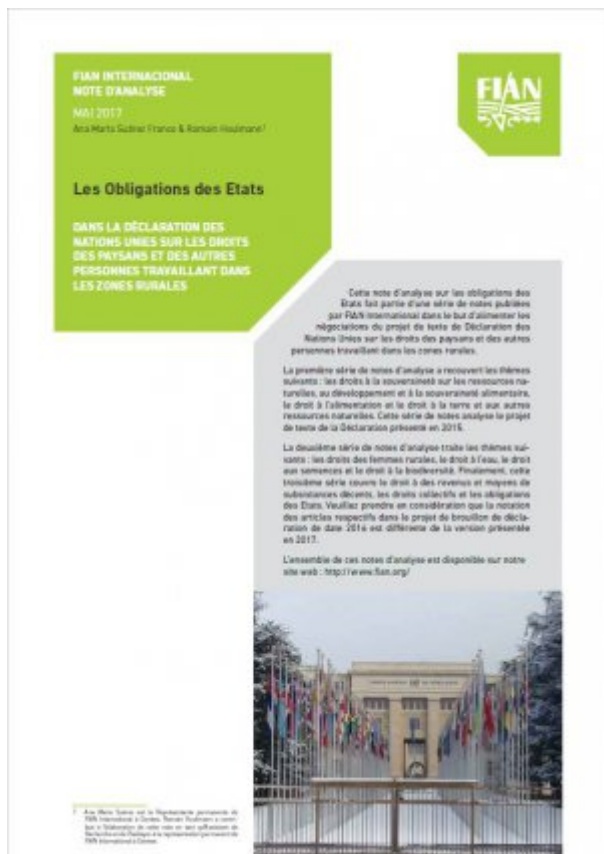 FIAN INTERNACIONAL
NOTE D'ANALYSE
MAI 2017
Ana María Suárez Franco & Romain Houlmann¹
FIAN
Les Obligations des Etats
DANS LA DÉCLARATION DES
NATIONS UNIES SUR LES DROITS
DES PAYSANS ET DES AUTRES
PERSONNES TRAVAILLANT DANS
LES ZONES RURALES
Cette note d'analyse sur les obligations des
Etats fait partie d'une série de notes publiées
par FIAN International dans le but d'alimenter les
négociations du projet de texte de Déclaration des
Nations Unies sur les droits des paysans et des autres
personnes travaillant dans les zones rurales.
La première série de notes d'analyse a recouvert les thèmes
suivants : les droits à la souveraineté sur les ressources na-
turelles, au développement et à la souveraineté alimentaire,
le droit à l'alimentation et le droit à la terre et aux autres
ressources naturelles. Cette série de notes analyse le projet
de texte de la Déclaration présenté en 2015.
La deuxième série de notes d'analyse traite les thèmes sui-
vants : les droits des femmes rurales, le droit à l'eau, le droit
aux semences et le droit à la biodiversité. Finalement, cette
troisième série couvre le droit à des revenus et moyens de
subsistances décents, les droits collectifs et les obligations
des Etats. Veuillez prendre en considération que la notation
des articles respectifs dans le projet de brouillon de décla-
ration de date 2016 est différente de la version présentée
en 2017.
L'ensemble de ces notes d'analyse est disponible sur notre
site web : http://www.fian.org/
FIAN International à Genève.